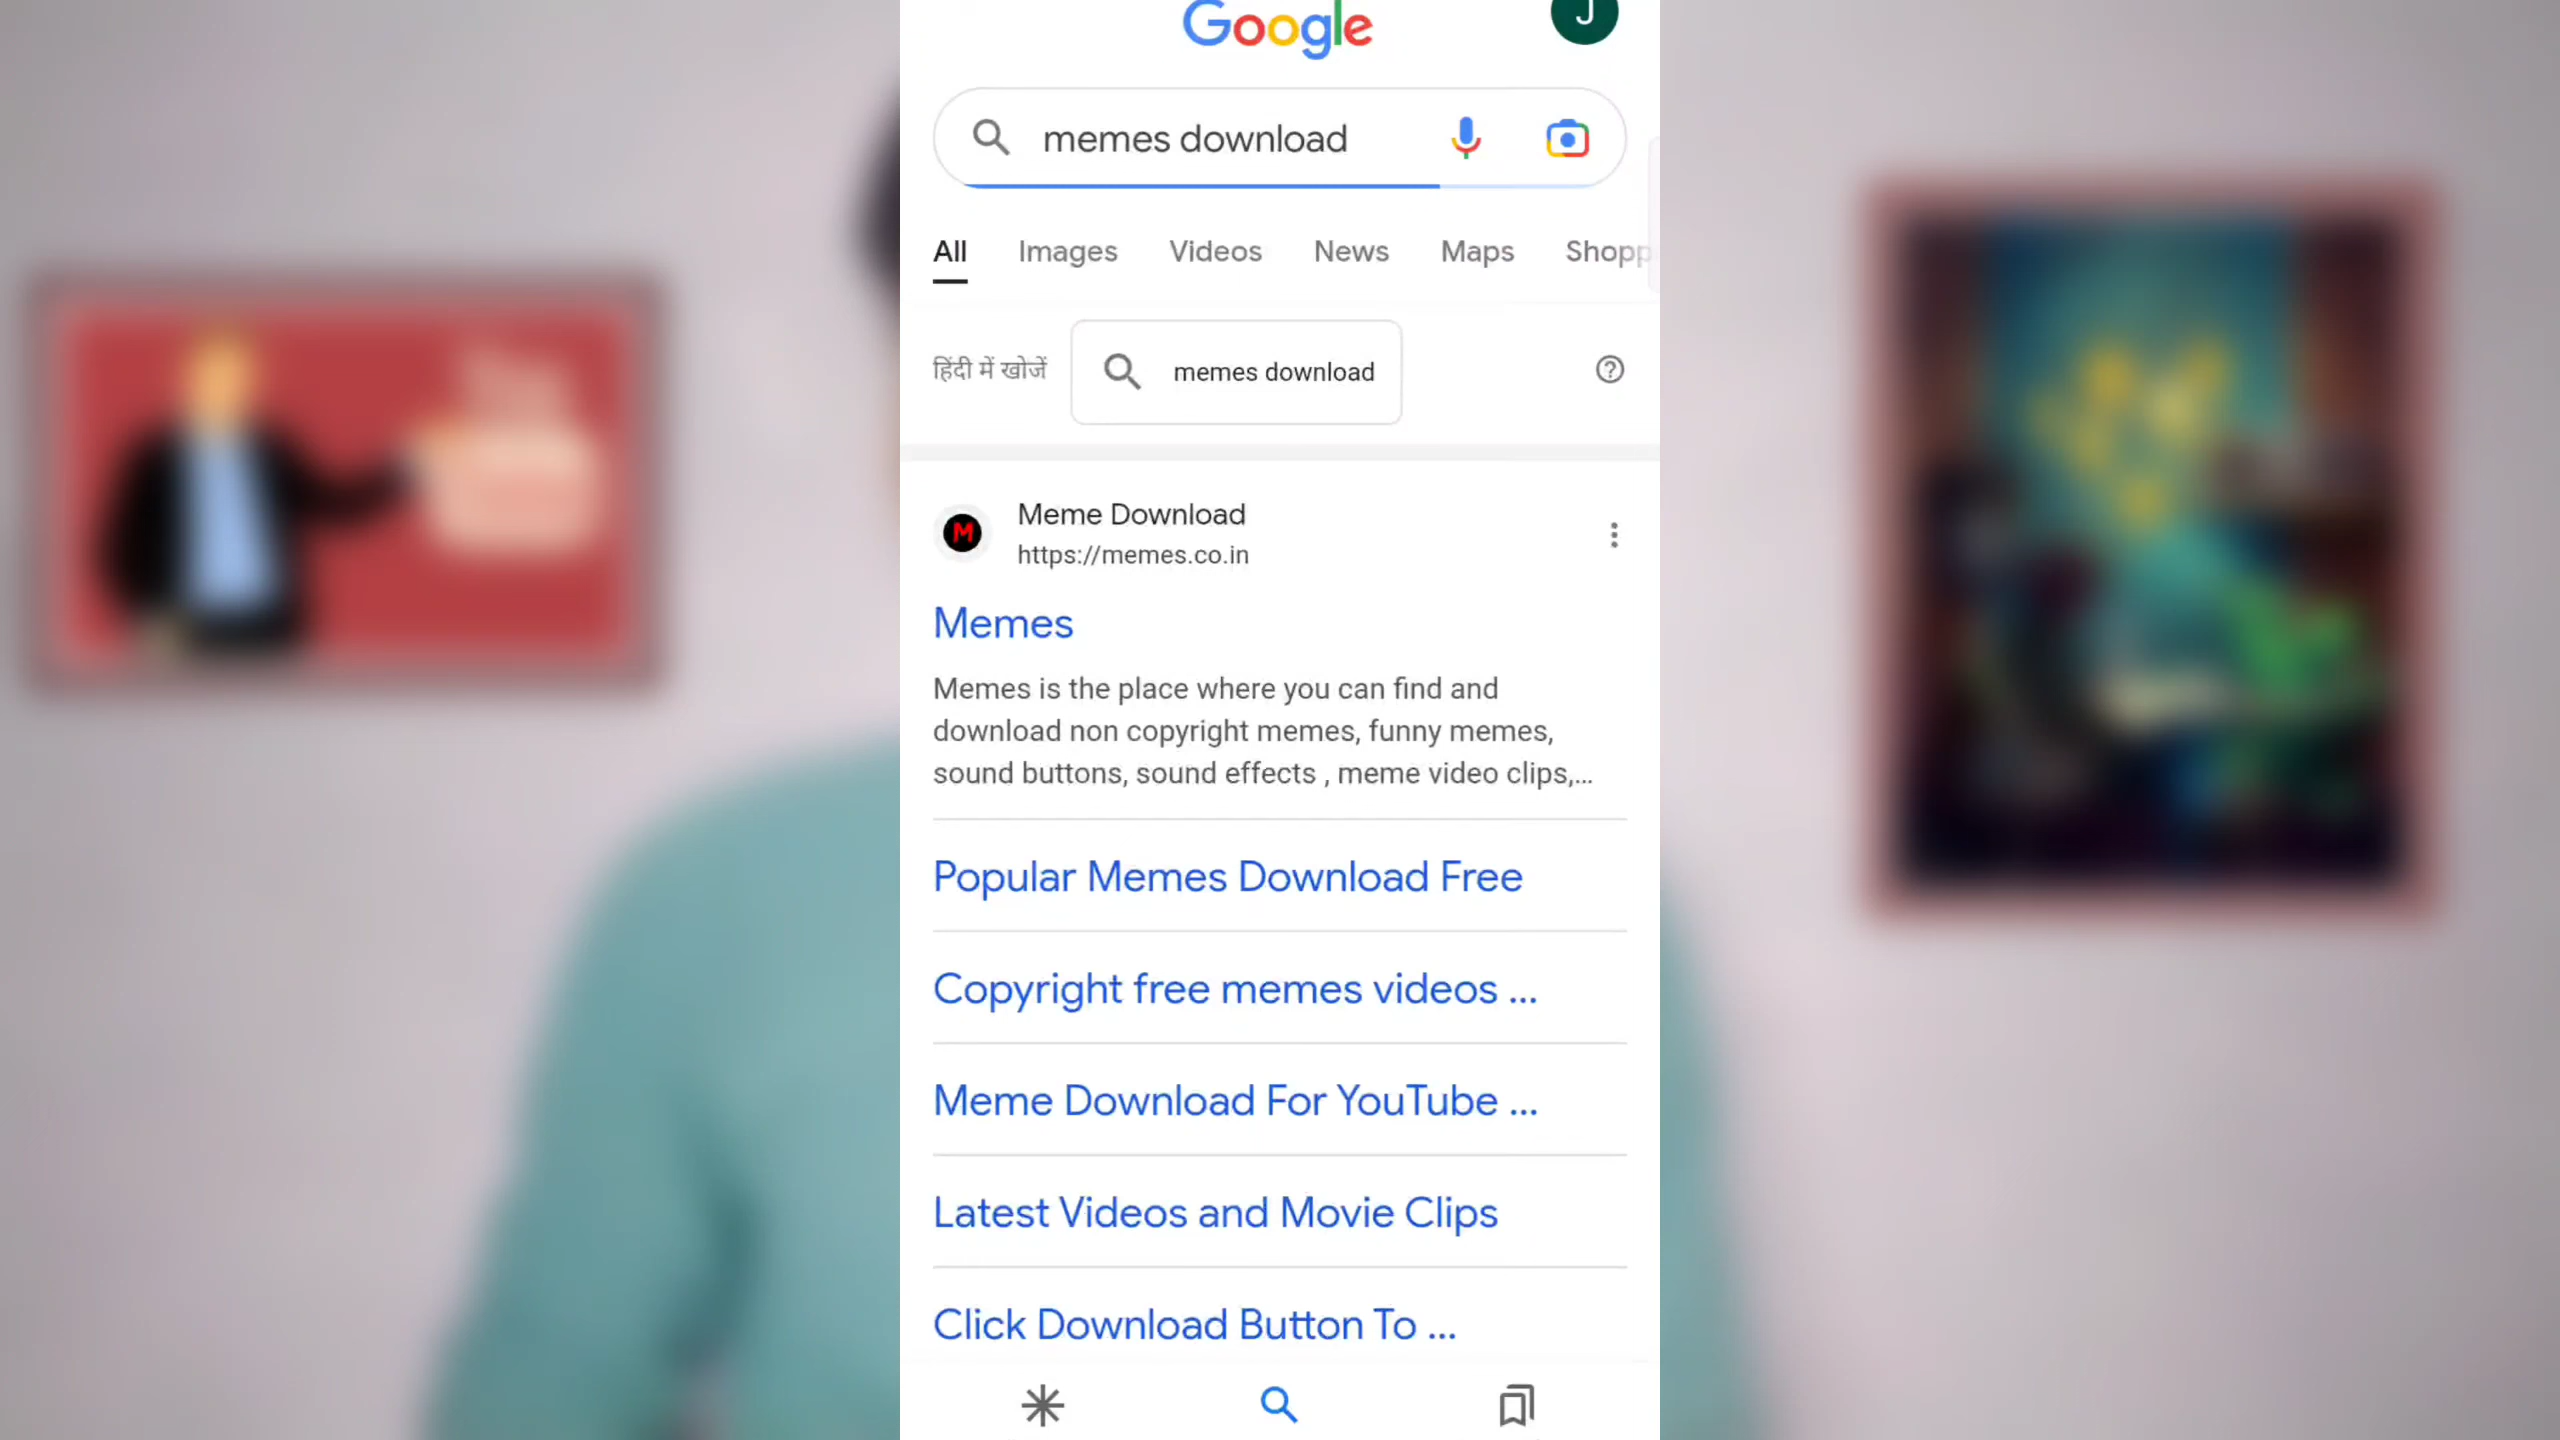 Google
J
memes download
All Images Videos News Maps Shopp
हिंदी में खोजें memes download
M
Meme Download
https://memes.co.in
Memes
Memes is the place where you can find and
download non copyright memes, funny memes,
sound buttons, sound effects , meme video clips,...
Popular Memes Download Free
Copyright free memes videos ...
Meme Download For YouTube ...
Latest Videos and Movie Clips
Click Download Button To ...